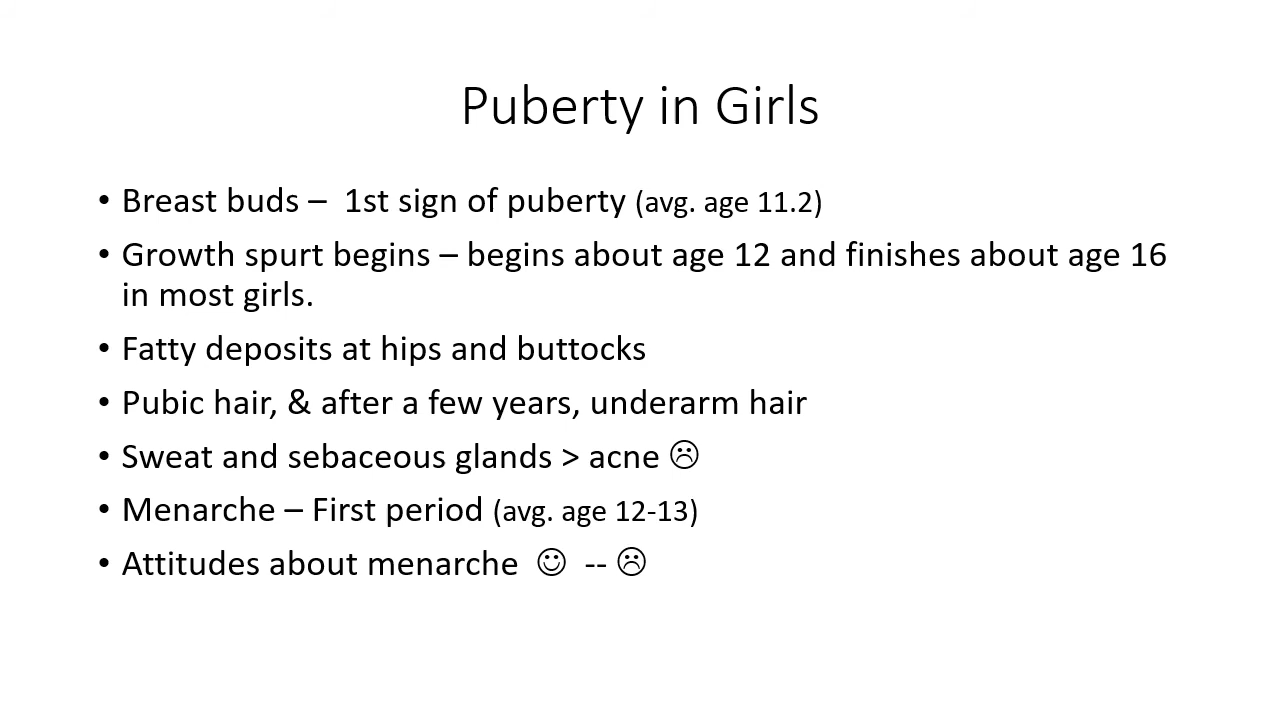 Puberty in Girls
• Breast buds –  1st sign of puberty (avg. age 11.2)
• Growth spurt begins – begins about age 12 and finishes about age 16
in most girls.
• Fatty deposits at hips and buttocks
• Pubic hair, & after a few years, underarm hair
• Sweat and sebaceous glands > acne ☹
• Menarche – First period (avg. age 12-13)
• Attitudes about menarche  ☺  -- ☹